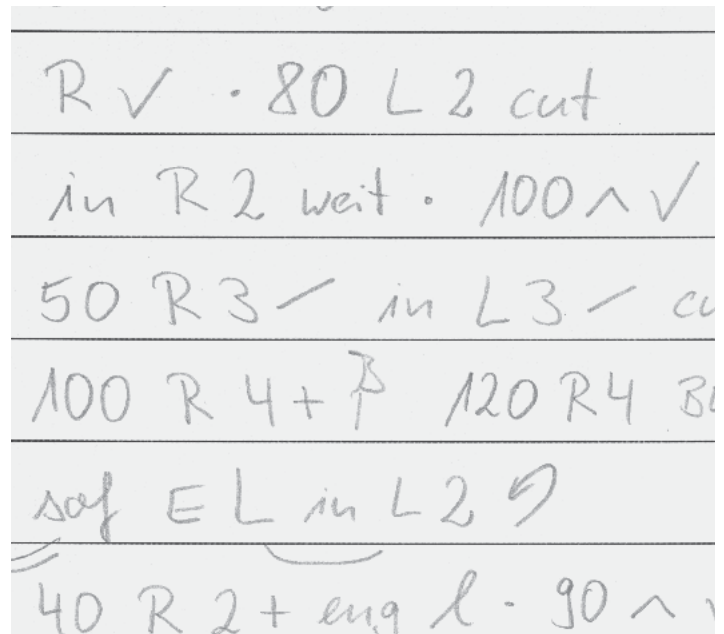 R ✓ · 80 L 2 cut
in R 2 weit · 100 ∧ ✓
50 R 3 – in L 3 –
100 R 4 + 120 R 4
sof E L in L 2
40 R 2 + eng l · 90 ∧